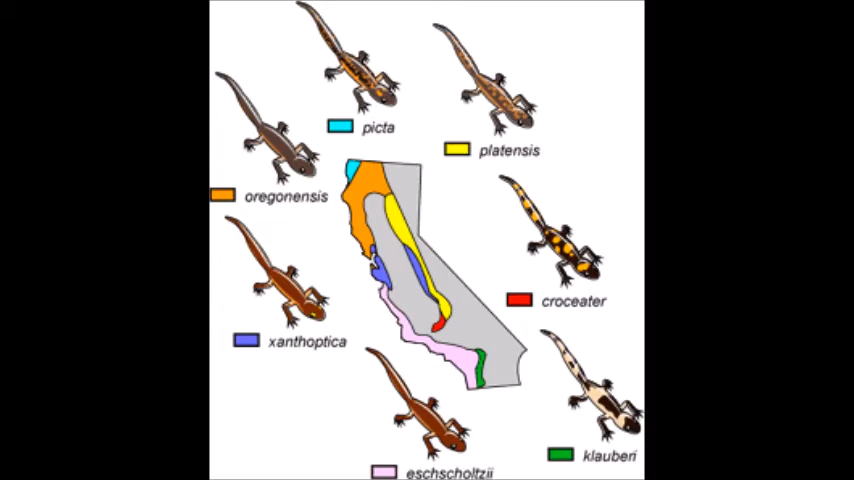 picta
platensis
oregonensis
croceater
xanthoptica
klauberi
eschscholtzii